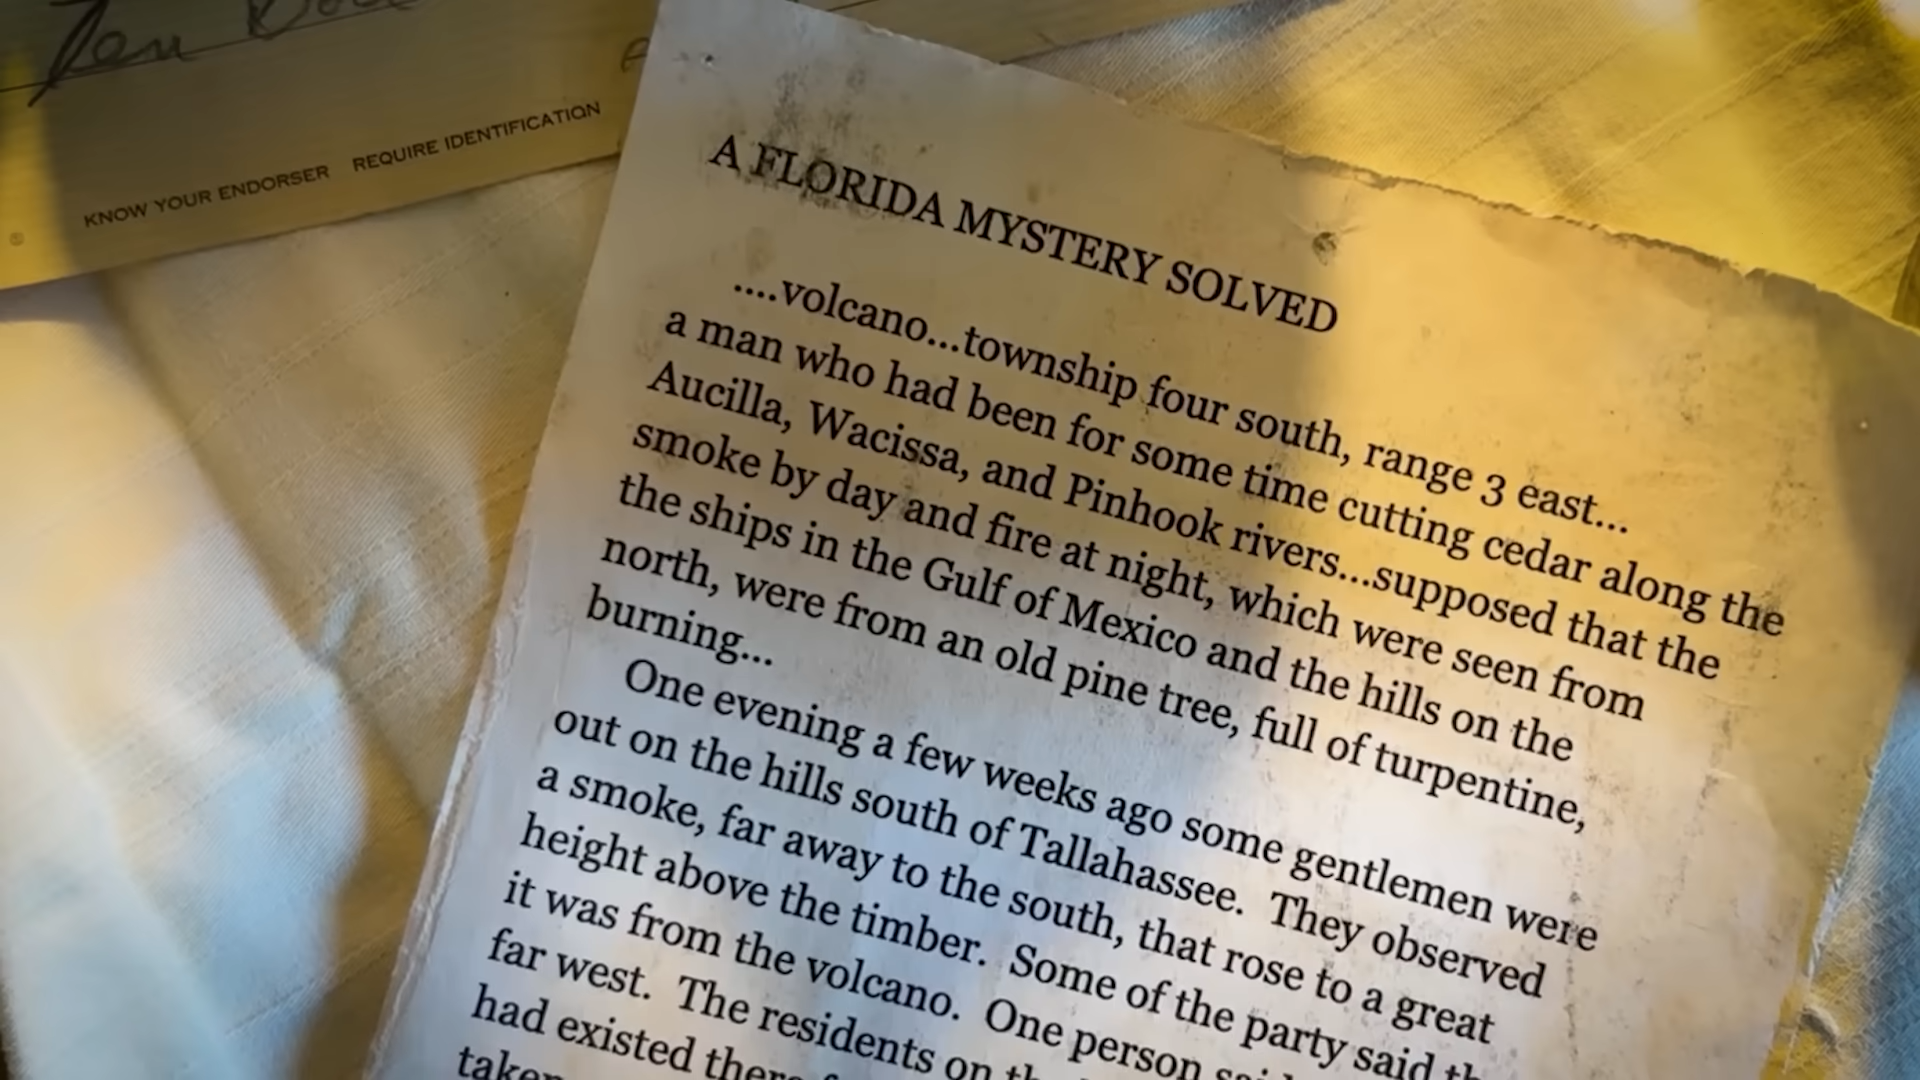 KNOW YOUR ENDORSER REQUIRE IDENTIFICATION
A FLORIDA MYSTERY SOLVED
....volcano...township four south, range 3 east...
a man who had been for some time cutting cedar along the
Aucilla, Wacissa, and Pinhook rivers...supposed that the
smoke by day and fire at night, which were seen from
the ships in the Gulf of Mexico and the hills on the
north, were from an old pine tree, full of turpentine,
burning...
One evening a few weeks ago some gentlemen were
out on the hills south of Tallahassee. They observed
a smoke, far away to the south, that rose to a great
height above the timber. Some of the party said
it was from the volcano. One person
far west. The residents on
had existed there
taken